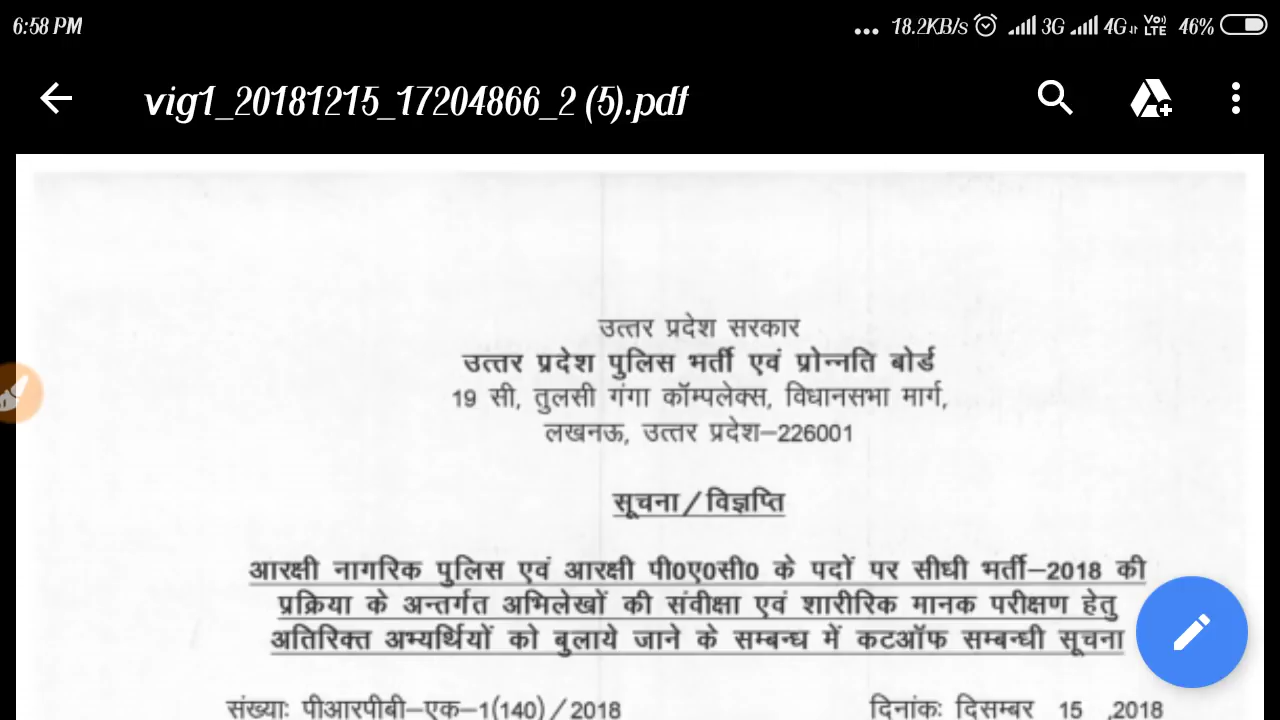 6:58 PM
... 18.2KB/s 3G 4G VoLTE 46%
vig1_20181215_17204866_2 (5).pdf
उत्तर प्रदेश सरकार
उत्तर प्रदेश पुलिस भर्ती एवं प्रोन्नति बोर्ड
19 सी, तुलसी गंगा कॉम्पलेक्स, विधानसभा मार्ग,
लखनऊ, उत्तर प्रदेश–226001
सूचना/विज्ञप्ति
आरक्षी नागरिक पुलिस एवं आरक्षी पी0ए0सी0 के पदों पर सीधी भर्ती–2018 की
प्रक्रिया के अन्तर्गत अभिलेखों की संवीक्षा एवं शारीरिक मानक परीक्षण हेतु
अतिरिक्त अभ्यर्थियों को बुलाये जाने के सम्बन्ध में कटऑफ सम्बन्धी सूचना
संख्याः पीआरपीबी–एक–1(140)/2018 दिनांकः दिसम्बर 15 ,2018